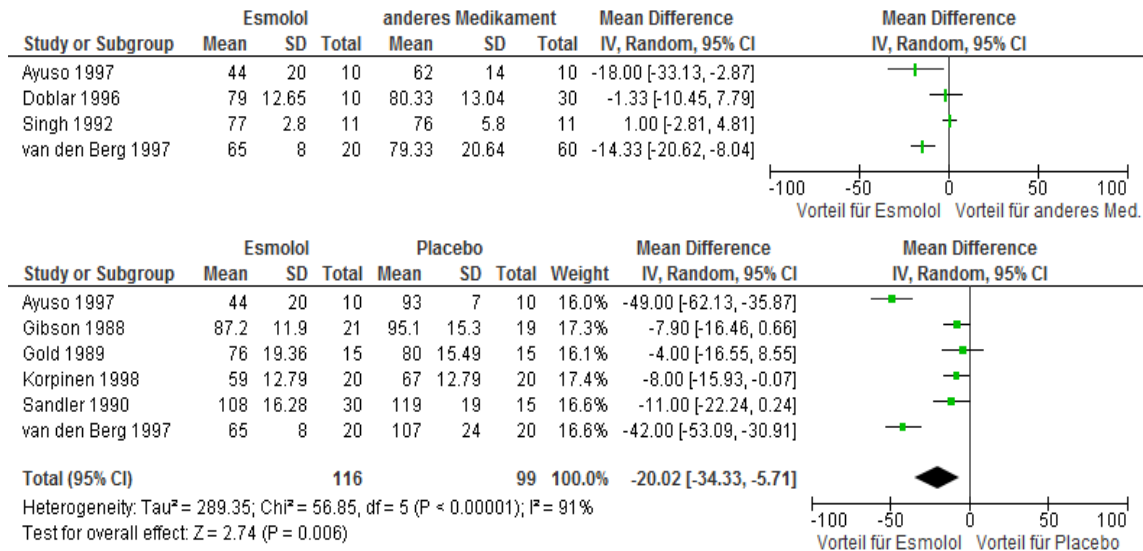 Esmolol anderes Medikament Mean Difference Mean Difference
Study or Subgroup Mean SD Total Mean SD Total IV, Random, 95% CI IV, Random, 95% CI
Ayuso 1997 44 20 10 62 14 10 -18.00 [-33.13, -2.87]
Doblar 1996 79 12.65 10 80.33 13.04 30 -1.33 [-10.45, 7.79]
Singh 1992 77 2.8 11 76 5.8 11 1.00 [-2.81, 4.81]
van den Berg 1997 65 8 20 79.33 20.64 60 -14.33 [-20.62, -8.04]
-100 -50 0 50 100
Vorteil für Esmolol Vorteil für anderes Med.
Esmolol Placebo Mean Difference Mean Difference
Study or Subgroup Mean SD Total Mean SD Total Weight IV, Random, 95% CI IV, Random, 95% CI
Ayuso 1997 44 20 10 93 7 10 16.0% -49.00 [-62.13, -35.87]
Gibson 1988 87.2 11.9 21 95.1 15.3 19 17.3% -7.90 [-16.46, 0.66]
Gold 1989 76 19.36 15 80 15.49 15 16.1% -4.00 [-16.55, 8.55]
Korpinen 1998 59 12.79 20 67 12.79 20 17.4% -8.00 [-15.93, -0.07]
Sandler 1990 108 16.28 30 119 19 15 16.6% -11.00 [-22.24, 0.24]
van den Berg 1997 65 8 20 107 24 20 16.6% -42.00 [-53.09, -30.91]
Total (95% CI) 116 99 100.0% -20.02 [-34.33, -5.71]
Heterogeneity: Tau² = 289.35; Chi² = 56.85, df = 5 (P < 0.00001); I² = 91%
Test for overall effect: Z = 2.74 (P = 0.006)
-100 -50 0 50 100
Vorteil für Esmolol Vorteil für Placebo